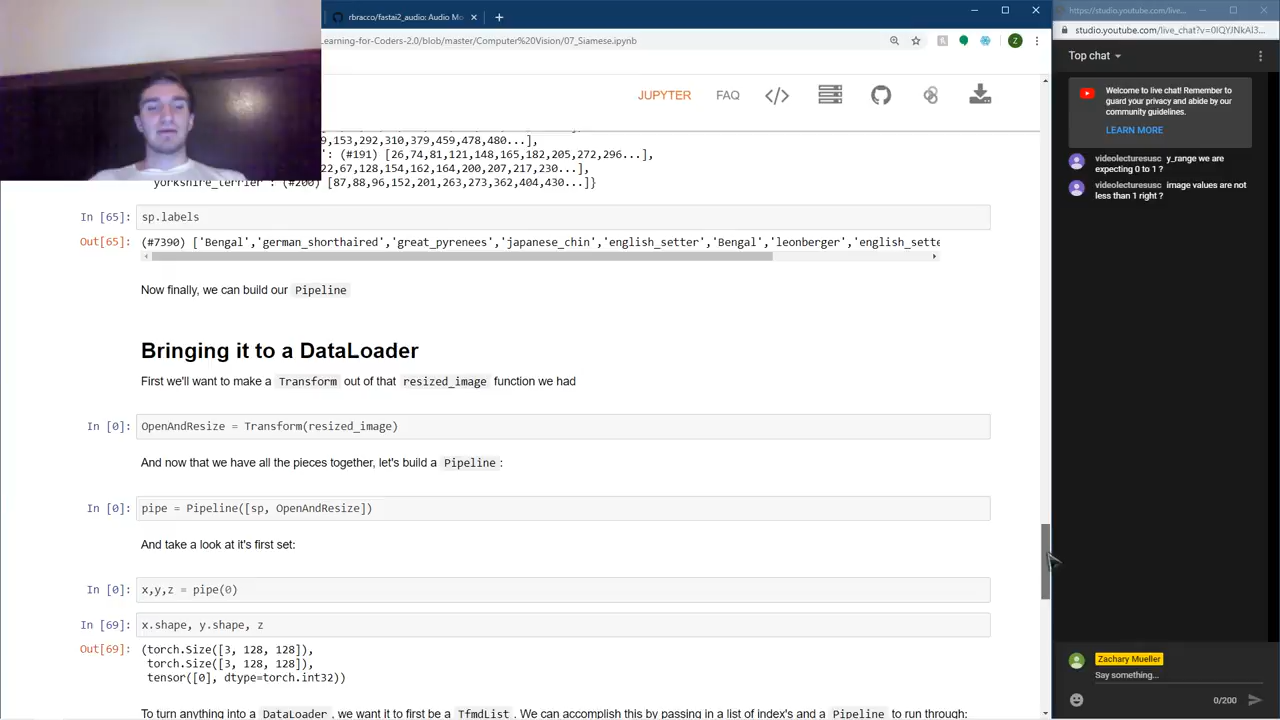 rbracco/fastai2_audio: Audio Mo
https://studio.youtube.com/live...
Learning-for-Coders-2.0/blob/master/Computer%20Vision/07_Siamese.ipynb
studio.youtube.com/live_chat?v=0IQYJNkAI3...
JUPYTER FAQ
Top chat
Welcome to live chat! Remember to
guard your privacy and abide by our
community guidelines.
LEARN MORE
videolecturesusc y_range we are
expecting 0 to 1 ?
videolecturesusc image values are not
less than 1 right ?
9,153,292,310,379,459,478,480...],
': (#191) [26,74,81,121,148,165,182,205,272,296...],
22,67,128,154,162,164,200,207,217,230...],
'yorkshire_terrier': (#200) [87,88,96,152,201,263,273,362,404,430...]}
In [65]: sp.labels
Out[65]: (#7390) ['Bengal','german_shorthaired','great_pyrenees','japanese_chin','english_setter','Bengal','leonberger','english_sette
Now finally, we can build our Pipeline
Bringing it to a DataLoader
First we'll want to make a Transform out of that resized_image function we had
In [0]: OpenAndResize = Transform(resized_image)
And now that we have all the pieces together, let's build a Pipeline:
In [0]: pipe = Pipeline([sp, OpenAndResize])
And take a look at it's first set:
In [0]: x,y,z = pipe(0)
In [69]: x.shape, y.shape, z
Out[69]: (torch.Size([3, 128, 128]),
torch.Size([3, 128, 128]),
tensor([0], dtype=torch.int32))
To turn anything into a DataLoader, we want it to first be a TfmdList. We can accomplish this by passing in a list of index's and a Pipeline to run through:
Zachary Mueller
Say something...
0/200